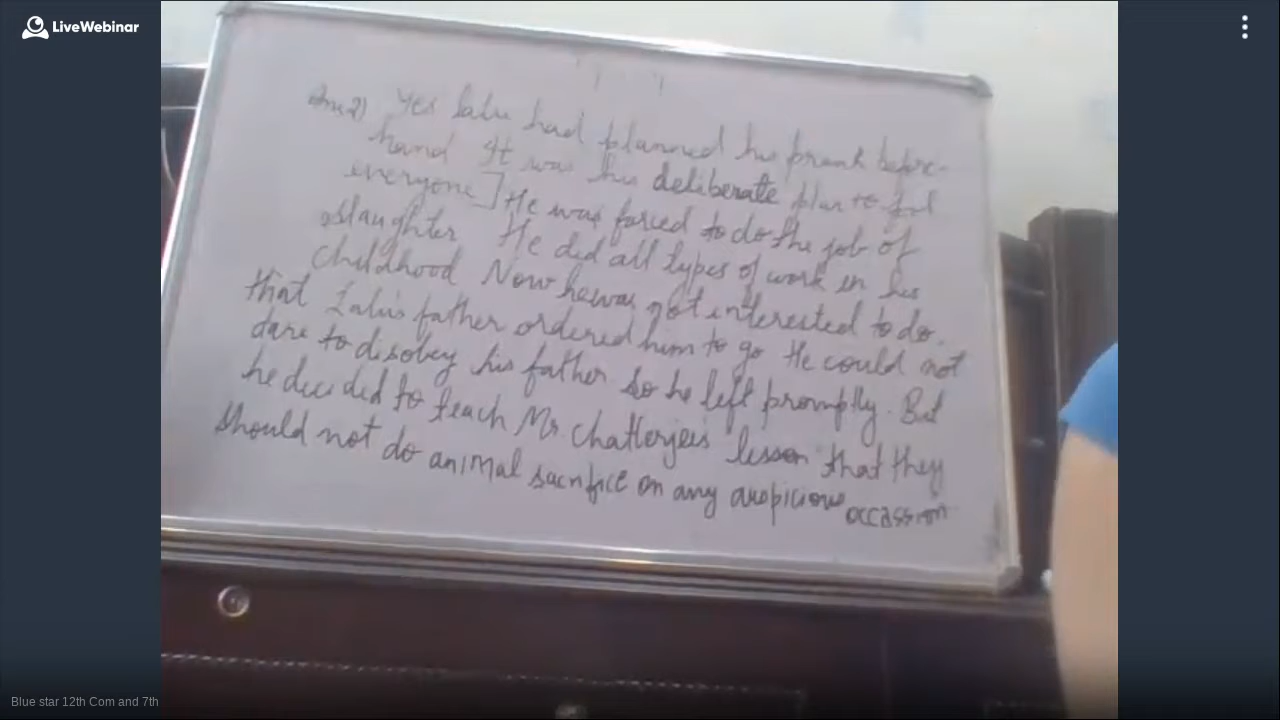 LiveWebinar
Ans2) Yes Lalu had planned his prank before-
hand It was his deliberate plan to fool
everyone] He was forced to do the job of
slaughter He did all types of work in his
childhood Now he was not interested to do.
that Lalu's father ordered him to go He could not
dare to disobey his father so he left promptly. But
he decided to teach Mr Chatterjee's lesson that they
should not do animal sacrifice on any auspicious occassion
Blue star 12th Com and 7th